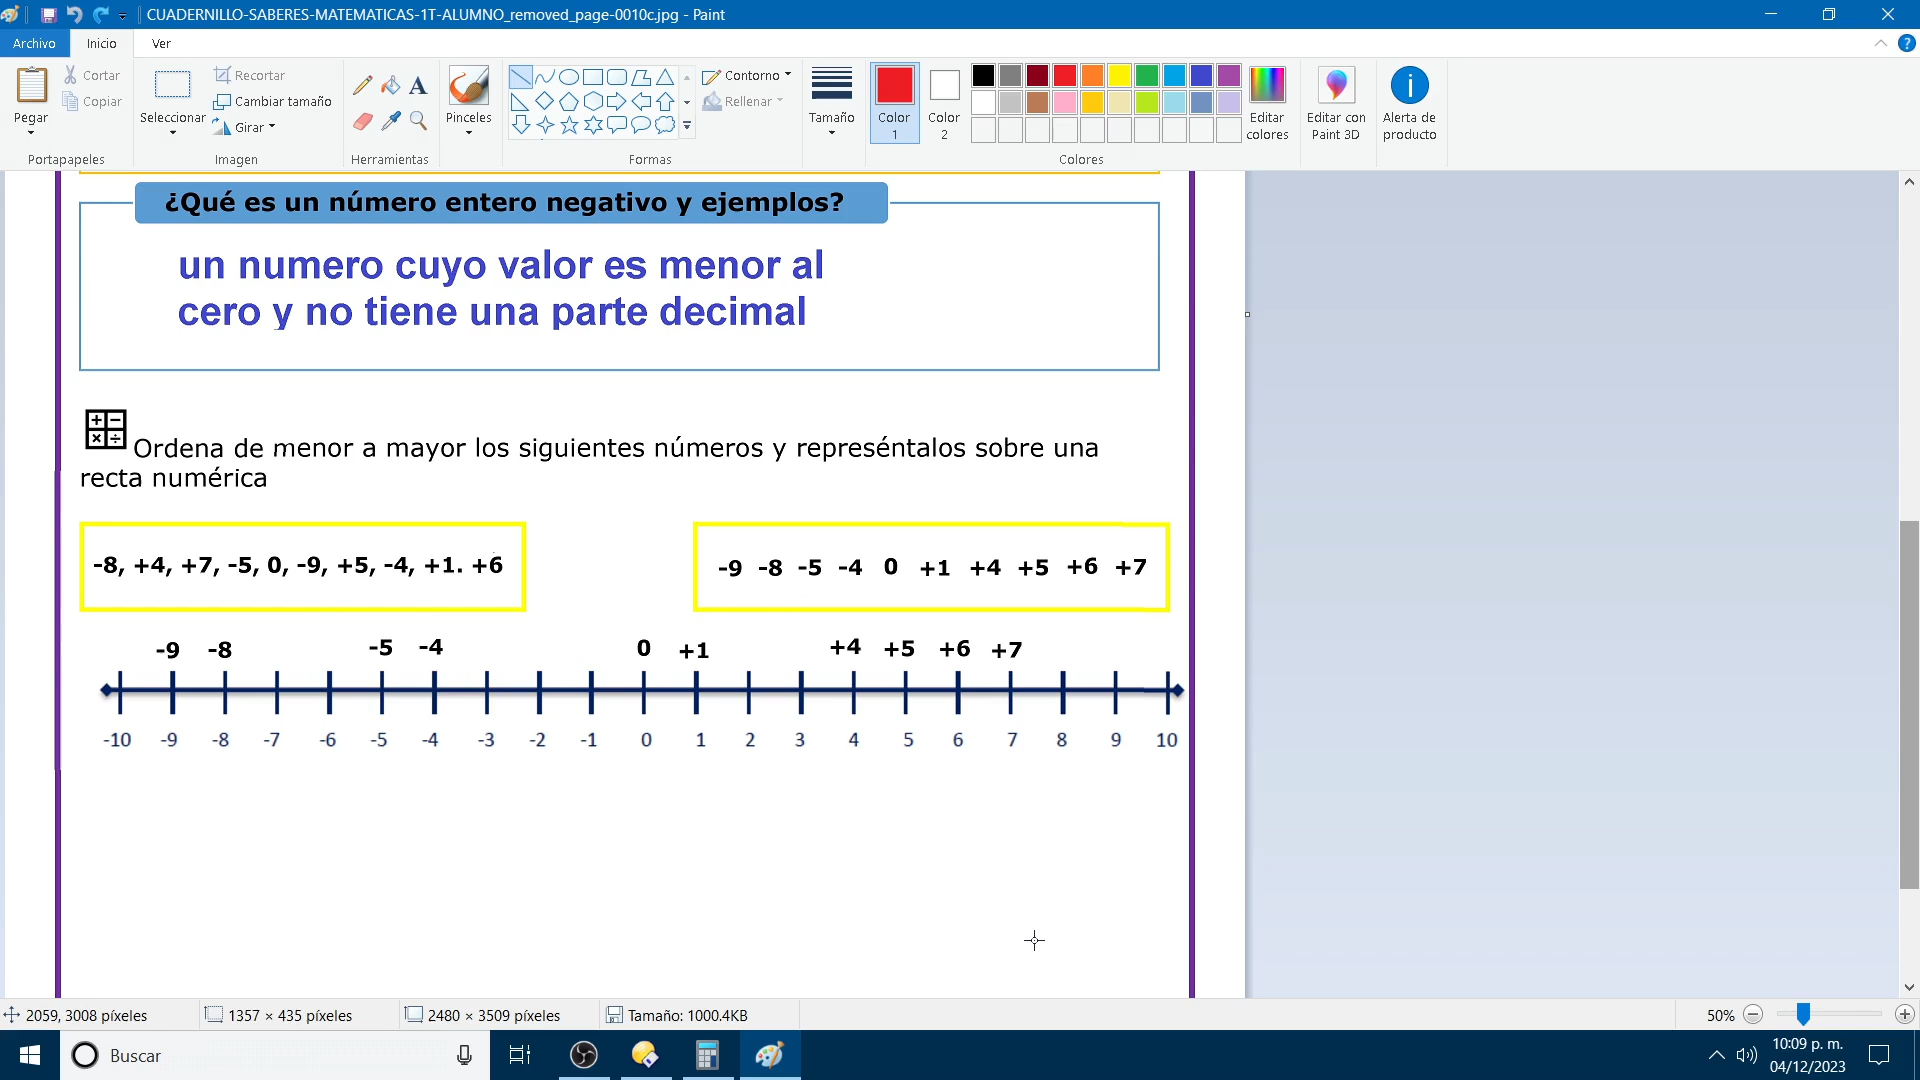 CUADERNILLO-SABERES-MATEMATICAS-1T-ALUMNO_removed_page-0010c.jpg - Paint
Archivo Inicio Ver
Pegar
Cortar
Copiar
Portapapeles
Seleccionar
Recortar
Cambiar tamaño
Girar
Imagen
A
Herramientas
Pinceles
Contorno
Rellenar
Formas
Tamaño
Color 1
Color 2
Editar colores
Colores
Editar con Paint 3D
Alerta de producto
¿Qué es un número entero negativo y ejemplos?
un numero cuyo valor es menor al
cero y no tiene una parte decimal
Ordena de menor a mayor los siguientes números y represéntalos sobre una
recta numérica
-8, +4, +7, -5, 0, -9, +5, -4, +1. +6
-9 -8 -5 -4 0 +1 +4 +5 +6 +7
-9 -8 -5 -4 0 +1 +4 +5 +6 +7
-10 -9 -8 -7 -6 -5 -4 -3 -2 -1 0 1 2 3 4 5 6 7 8 9 10
2059, 3008 píxeles 1357 × 435 píxeles 2480 × 3509 píxeles Tamaño: 1000.4KB 50%
Buscar
10:09 p. m.
04/12/2023